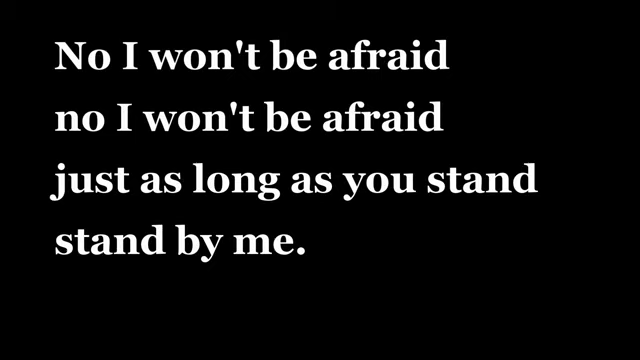 No I won't be afraid
no I won't be afraid
just as long as you stand
stand by me.